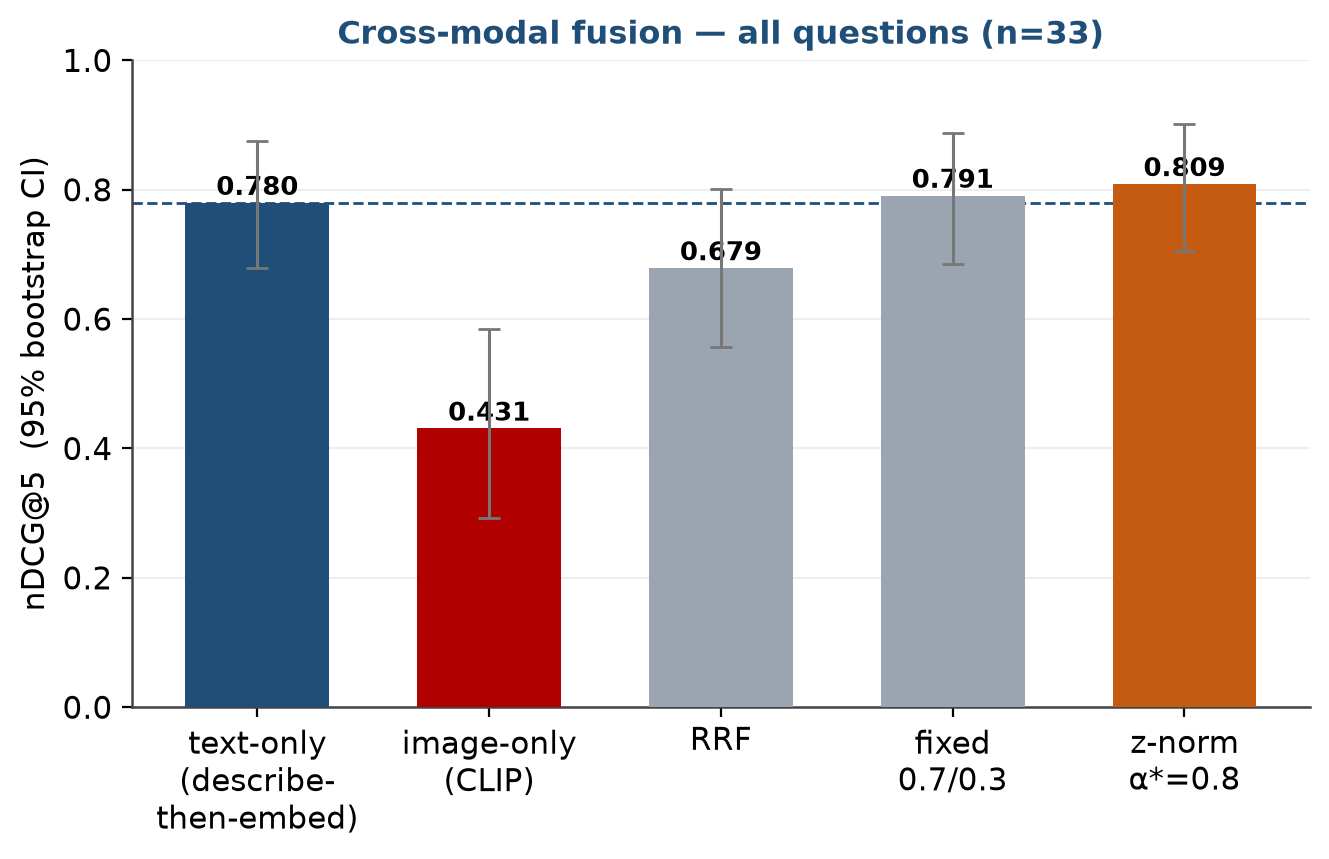 Cross-modal fusion — all questions (n=33)
nDCG@5 (95% bootstrap CI)
1.0
0.8
0.6
0.4
0.2
0.0
0.780
0.431
0.679
0.791
0.809
text-only
(describe-
then-embed)
image-only
(CLIP)
RRF
fixed
0.7/0.3
z-norm
α*=0.8